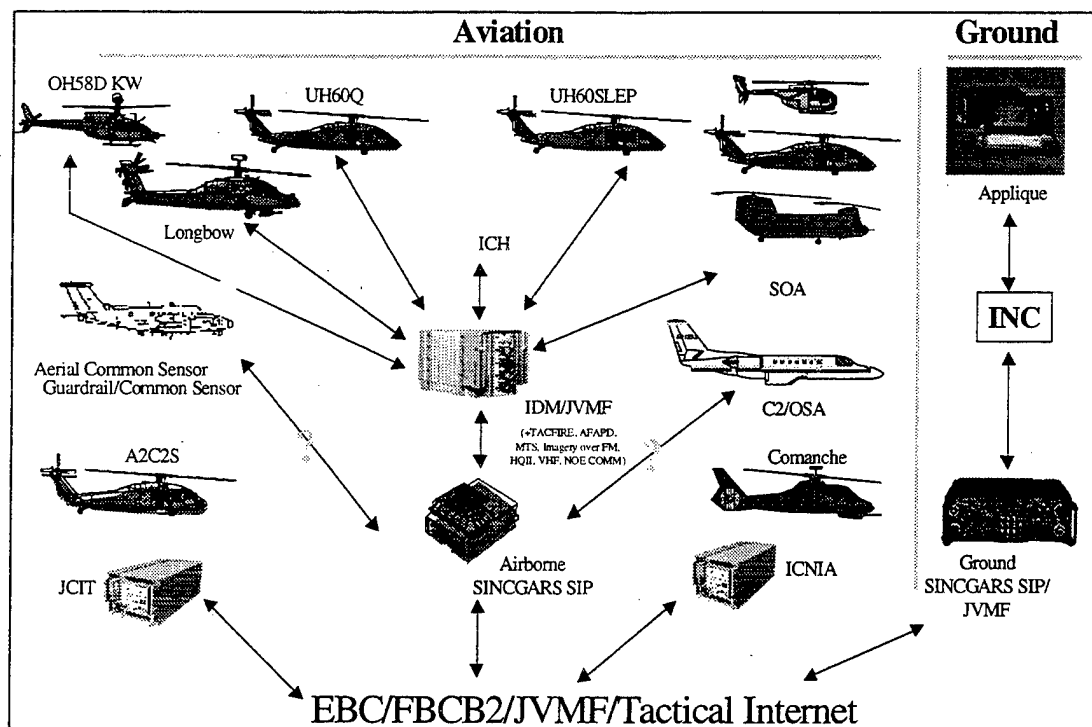 Aviation
Ground
OH58D KW
UH60Q
UH60SLEP
Longbow
ICH
SOA
Applique
INC
Aerial Common Sensor
Guardrail/Common Sensor
IDM/JVMF
(+TACFIRE, AFAPD,
MTS, Imagery over FM,
HQII, VHF, NOE COMM)
C2/OSA
?
?
A2C2S
Comanche
JCIT
Airborne
SINCGARS SIP
ICNIA
Ground
SINCGARS SIP/
JVMF
EBC/FBCB2/JVMF/Tactical Internet